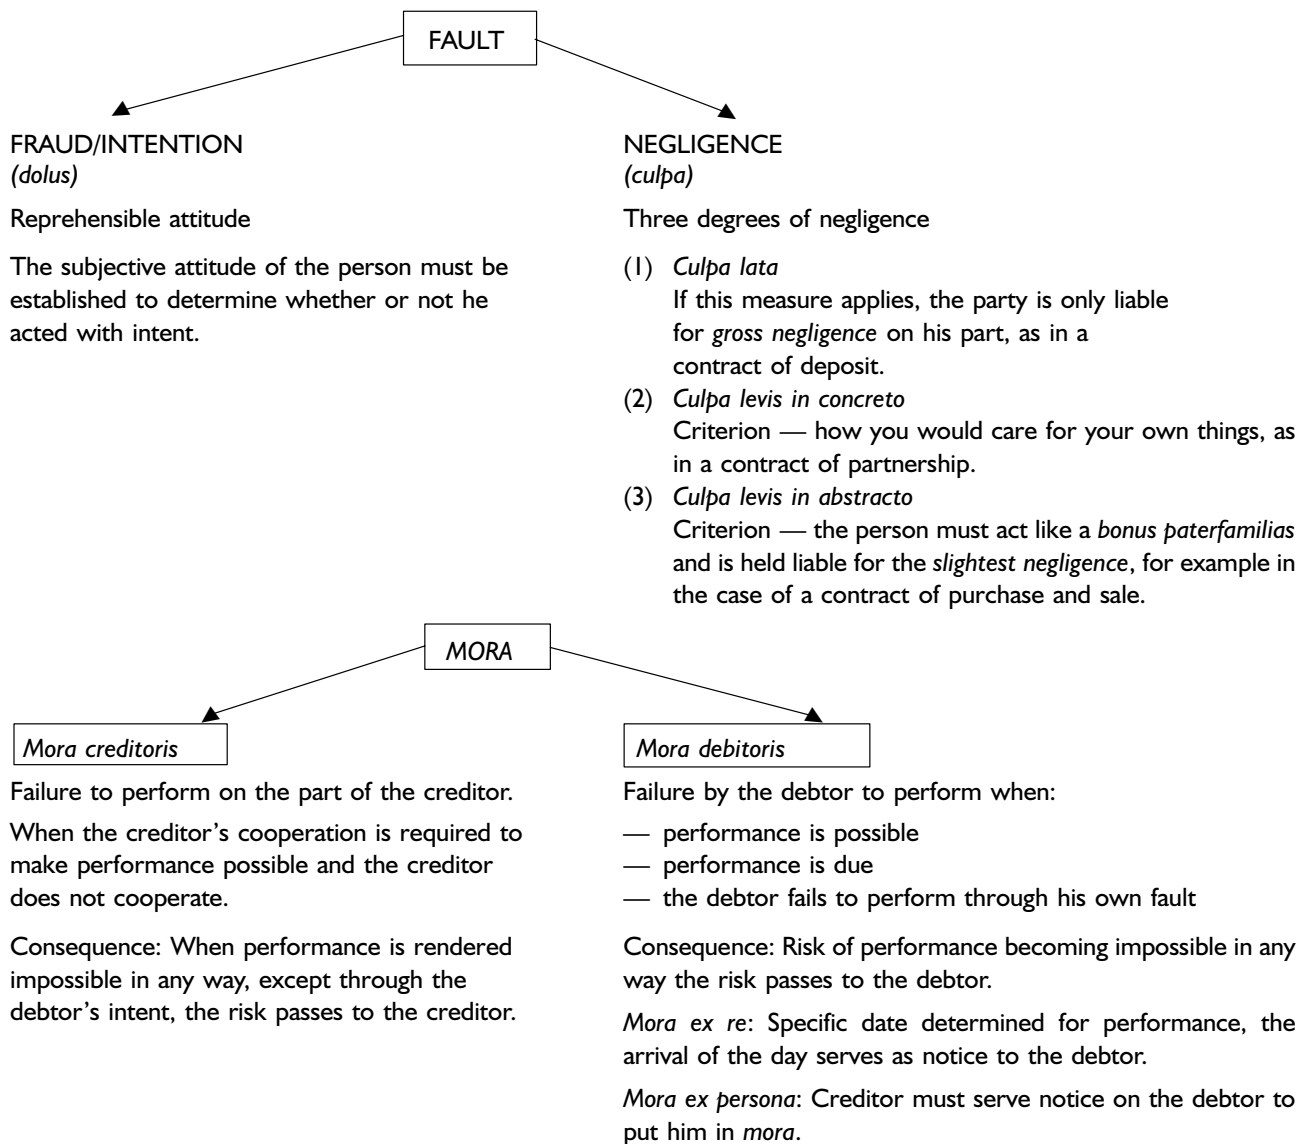 FAULT
FRAUD/INTENTION
(dolus)
Reprehensible attitude
The subjective attitude of the person must be
established to determine whether or not he
acted with intent.
NEGLIGENCE
(culpa)
Three degrees of negligence
(1) Culpa lata
If this measure applies, the party is only liable
for gross negligence on his part, as in a
contract of deposit.
(2) Culpa levis in concreto
Criterion — how you would care for your own things, as
in a contract of partnership.
(3) Culpa levis in abstracto
Criterion — the person must act like a bonus paterfamilias
and is held liable for the slightest negligence, for example in
the case of a contract of purchase and sale.
MORA
Mora creditoris
Failure to perform on the part of the creditor.
When the creditor's cooperation is required to
make performance possible and the creditor
does not cooperate.
Consequence: When performance is rendered
impossible in any way, except through the
debtor's intent, the risk passes to the creditor.
Mora debitoris
Failure by the debtor to perform when:
— performance is possible
— performance is due
— the debtor fails to perform through his own fault
Consequence: Risk of performance becoming impossible in any
way the risk passes to the debtor.
Mora ex re: Specific date determined for performance, the
arrival of the day serves as notice to the debtor.
Mora ex persona: Creditor must serve notice on the debtor to
put him in mora.